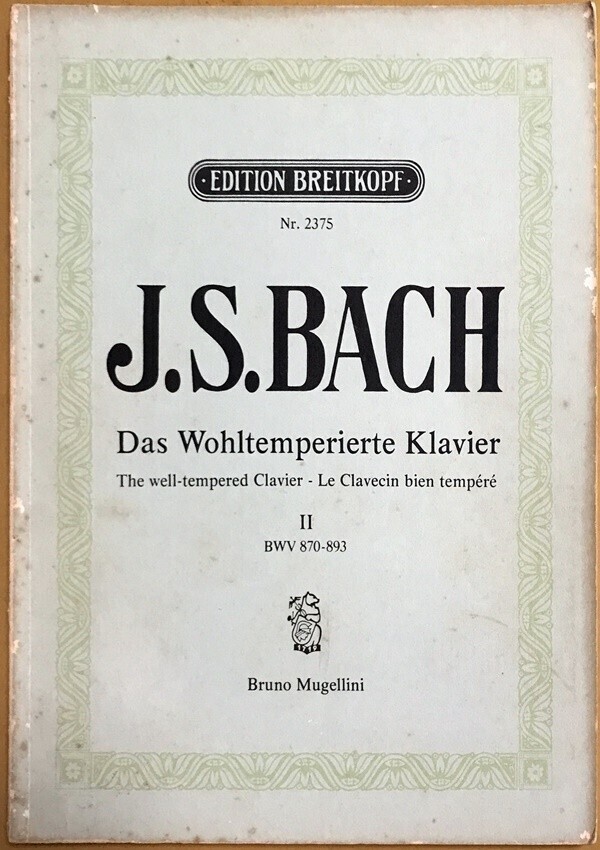 ·EDITION BREITKOPF·
Nr. 2375
J.S.BACH
Das Wohltemperierte Klavier
The well-tempered Clavier - Le Clavecin bien tempéré
II
BWV 870-893
1719
Bruno Mugellini